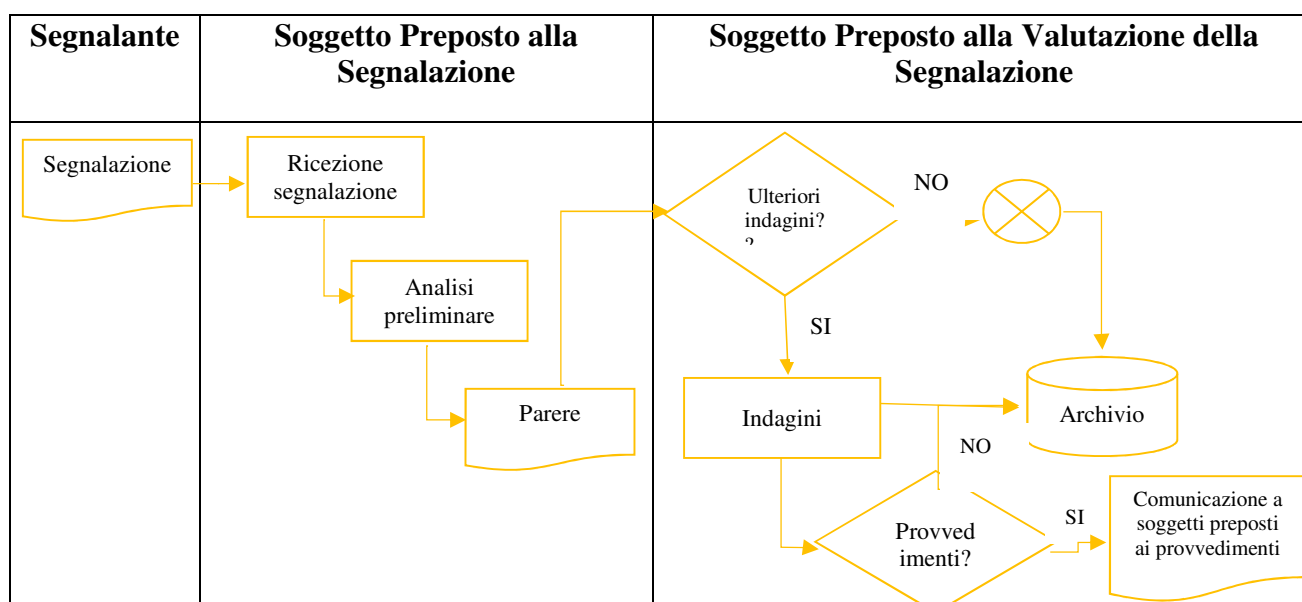 Segnalante
Soggetto Preposto alla
Segnalazione
Soggetto Preposto alla Valutazione della
Segnalazione
Segnalazione
Ricezione
segnalazione
Analisi
preliminare
Parere
Ulteriori
indagini?
?
NO
SI
Indagini
Archivio
NO
Provved
imenti?
SI
Comunicazione a
soggetti preposti
ai provvedimenti